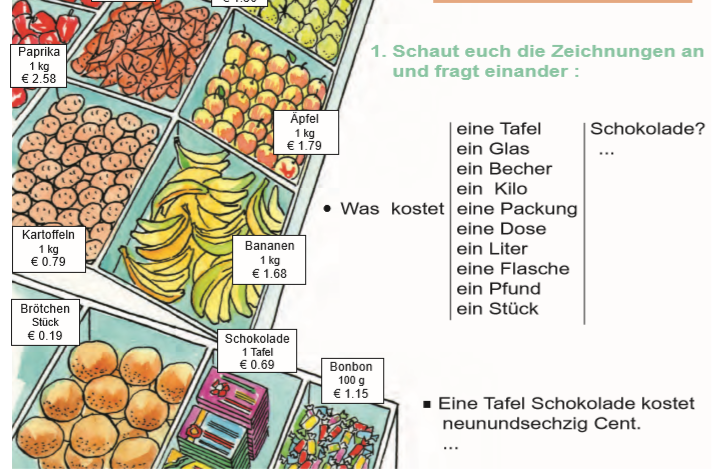 Paprika
1 kg
€ 2.58
Äpfel
1 kg
€ 1.79
Kartoffeln
1 kg
€ 0.79
Bananen
1 kg
€ 1.68
Brötchen
Stück
€ 0.19
Schokolade
1 Tafel
€ 0.69
Bonbon
100 g
€ 1.15
1. Schaut euch die Zeichnungen an
und fragt einander :
• Was kostet
eine Tafel
ein Glas
ein Becher
ein Kilo
eine Packung
eine Dose
ein Liter
eine Flasche
ein Pfund
ein Stück
Schokolade?
...
▪ Eine Tafel Schokolade kostet
neunundsechzig Cent.
...